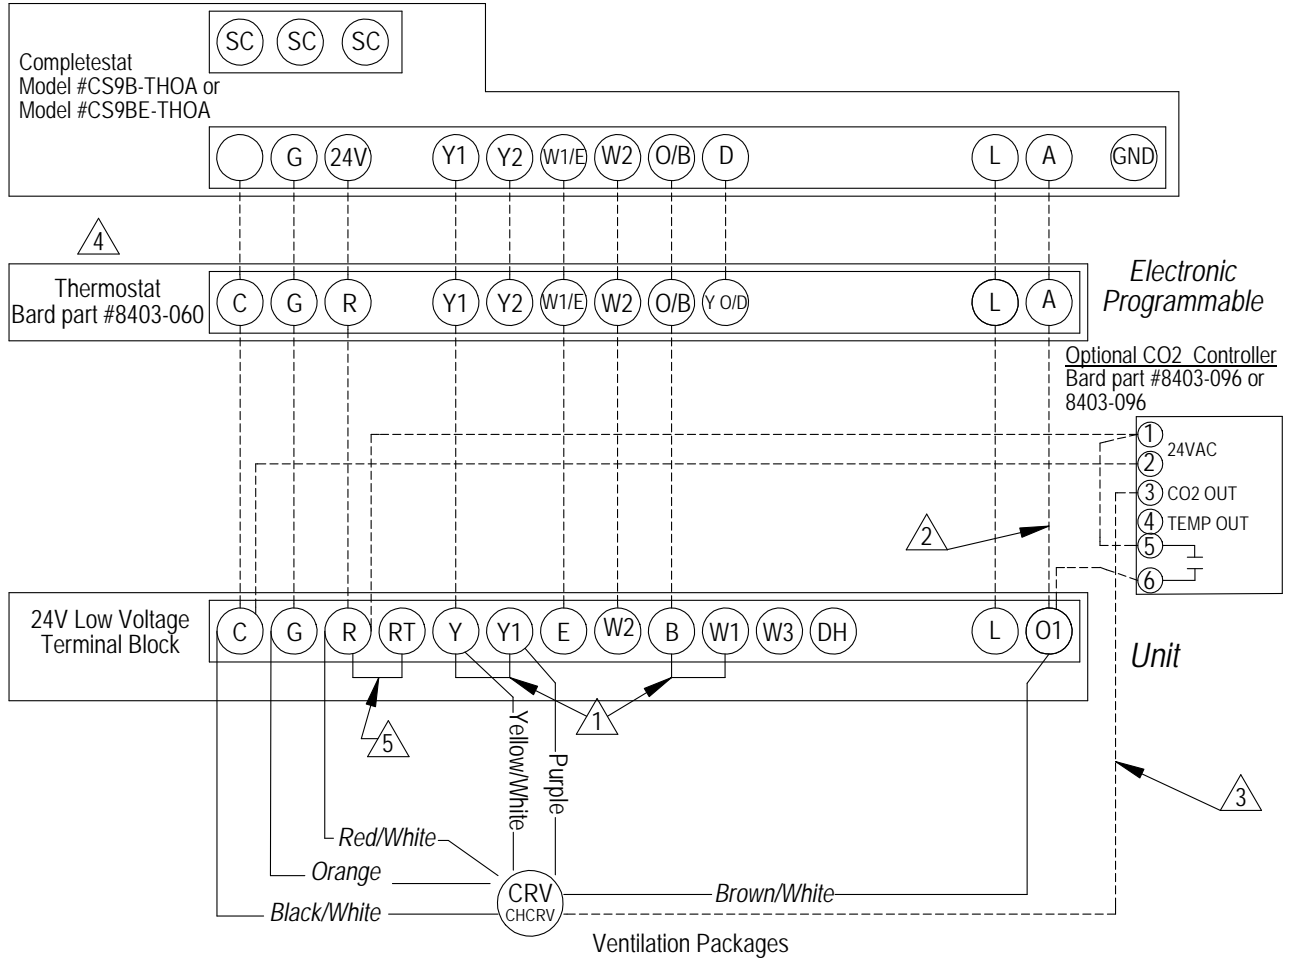 SC SC SC
Completestat
Model #CS9B-THOA or
Model #CS9BE-THOA
G 24V Y1 Y2 W1/E W2 O/B D L A GND
4
Thermostat
Bard part #8403-060
C G R Y1 Y2 W1/E W2 O/B Y O/D L A
Electronic
Programmable
Optional CO2 Controller
Bard part #8403-096 or
8403-096
1
24VAC
2
3 CO2 OUT
4 TEMP OUT
5
6
2
24V Low Voltage
Terminal Block
C G R RT Y Y1 E W2 B W1 W3 DH L O1
Unit
1
5
Yellow/White
Purple
3
Red/White
Orange
Black/White
CRV
CHCRV
Brown/White
Ventilation Packages